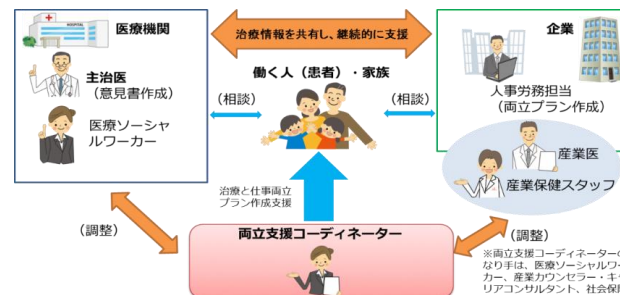 医療機関
HOSPITAL
主治医
(意見書作成)
医療ソーシャ
ルワーカー
治療情報を共有し、継続的に支援
働く人(患者)・家族
(相談)
(相談)
企業
人事労務担当
(両立プラン作成)
産業医
産業保健スタッフ
治療と仕事両立
プラン作成支援
(調整)
両立支援コーディネーター
(調整)
※両立支援コーディネーターの
なり手は、医療ソーシャルワー
カー、産業カウンセラー・キャ
リアコンサルタント、社会保険